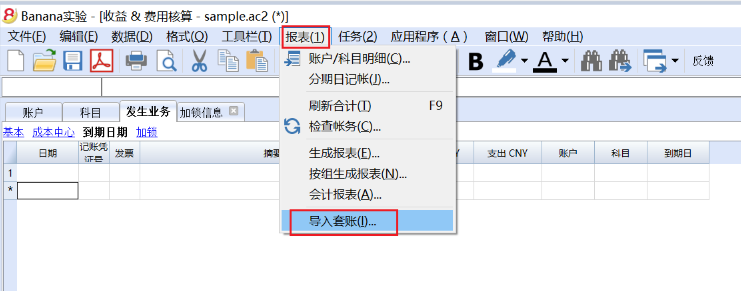 Banana实验 - [收益 & 费用核算 - sample.ac2 (*)]
文件(F) 编辑(E) 数据(D) 格式(O) 工具栏(T) 报表(1) 任务(2) 应用程序(A) 窗口(W) 帮助(H)
B A 反馈
账户/科目明细(C)...
分期日记帐(J)...
刷新合计(T) F9
检查帐务(C)...
生成报表(E)...
按组生成报表(N)...
会计报表(A)...
导入套账(I)...
账户 科目 发生业务 加锁信息
基本 成本中心 到期日期 加锁
日期 记账凭证号 发票 摘要 Y 支出 CNY 账户 科目 到期日
1
*